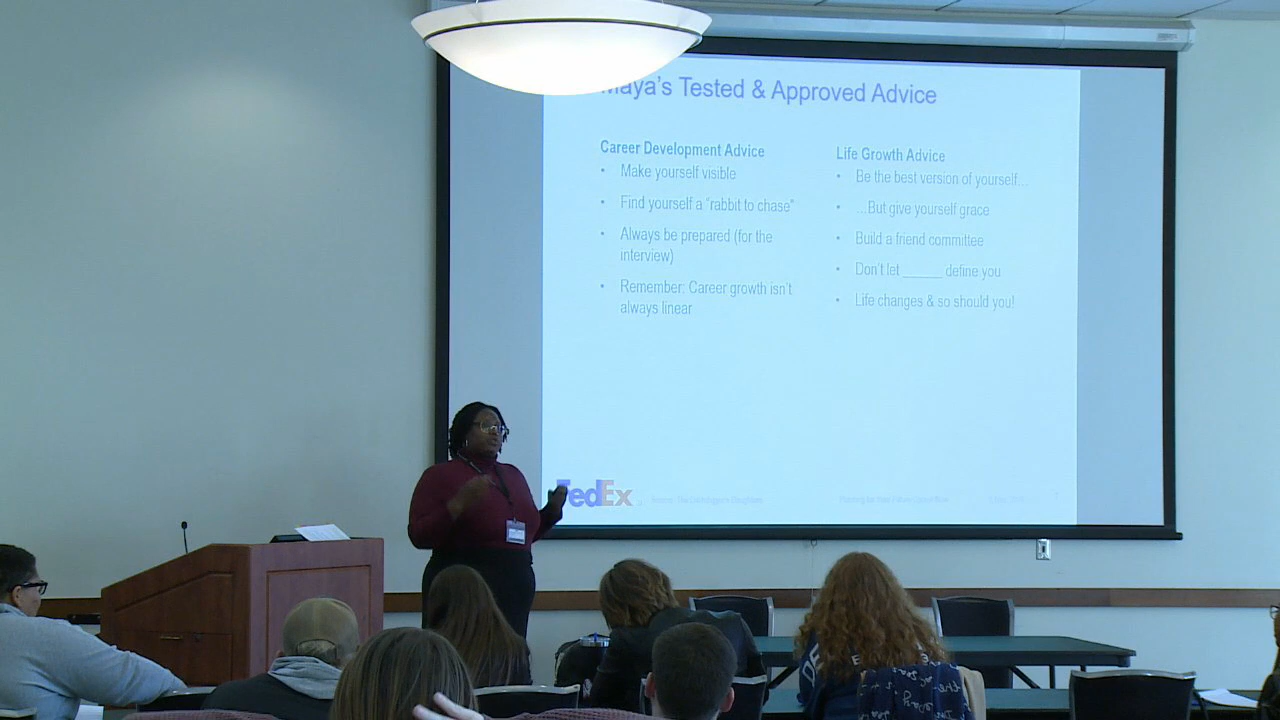 Maya's Tested & Approved Advice
Career Development Advice
• Make yourself visible
• Find yourself a "rabbit to chase"
• Always be prepared (for the
interview)
• Remember: Career growth isn't
always linear
Life Growth Advice
• Be the best version of yourself…
• …But give yourself grace
• Build a friend committee
• Don't let ______ define you
• Life changes & so should you!
FedEx